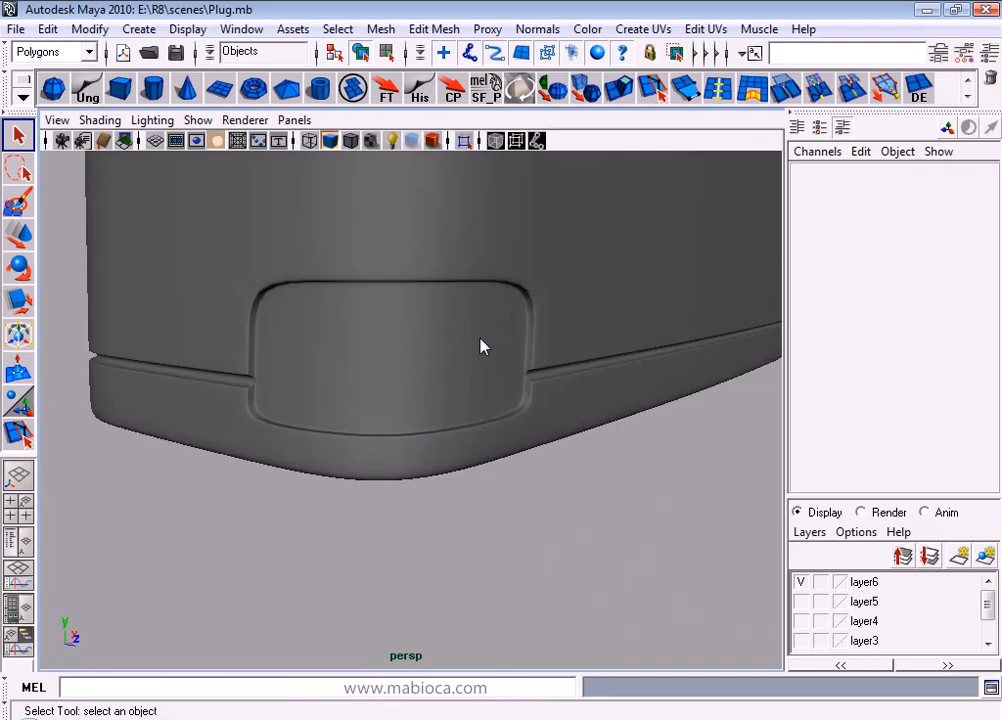 Autodesk Maya 2010: E:\R8\scenes\Plug.mb
File Edit Modify Create Display Window Assets Select Mesh Edit Mesh Proxy Normals Color Create UVs Edit UVs Muscle Help
Polygons Objects
Ung FT His CP mel SF_P DE
View Shading Lighting Show Renderer Panels
Channels Edit Object Show
Display Render Anim
Layers Options Help
V layer6
layer5
layer4
layer3
y
z
persp
<< >>
MEL www.mabioca.com
Select Tool: select an object